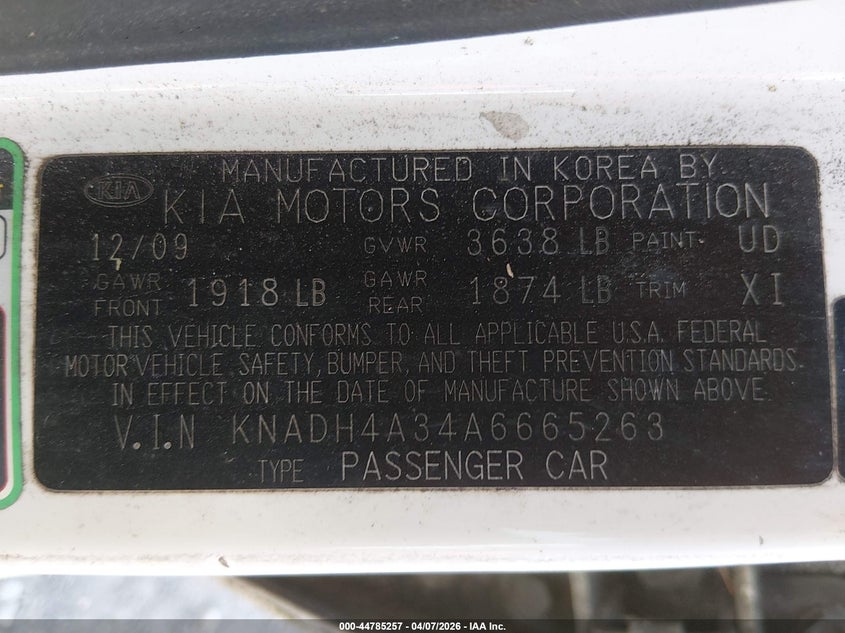 MANUFACTURED IN KOREA BY
KIA KIA MOTORS CORPORATION
12/09 GVWR 3638 LB PAINT UD
GAWR FRONT 1918 LB GAWR REAR 1874 LB TRIM XI
THIS VEHICLE CONFORMS TO ALL APPLICABLE U.S.A. FEDERAL
MOTOR VEHICLE SAFETY, BUMPER, AND THEFT PREVENTION STANDARDS
IN EFFECT ON THE DATE OF MANUFACTURE SHOWN ABOVE.
V.I.N KNADH4A34A6665263
TYPE PASSENGER CAR
000-44785257 - 04/07/2026 - IAA Inc.